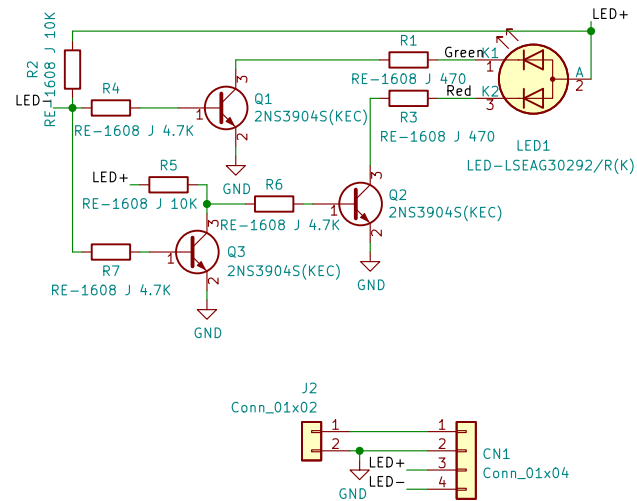 LED+
R2
RE-1608 J 10K
R1
Green
K1
1
RE-1608 J 470
A
2
LED-
R4
RE-1608 J 4.7K
3
Q1
1
2NS3904S(KEC)
2
GND
Red
K2
3
R3
RE-1608 J 470
LED1
LED-LSEAG30292/R(K)
LED+
R5
RE-1608 J 10K
R6
RE-1608 J 4.7K
3
Q2
1
2NS3904S(KEC)
2
GND
R7
RE-1608 J 4.7K
3
Q3
1
2NS3904S(KEC)
2
GND
J2
Conn_01x02
1
2
GND
1
2
LED+
3
LED-
4
CN1
Conn_01x04